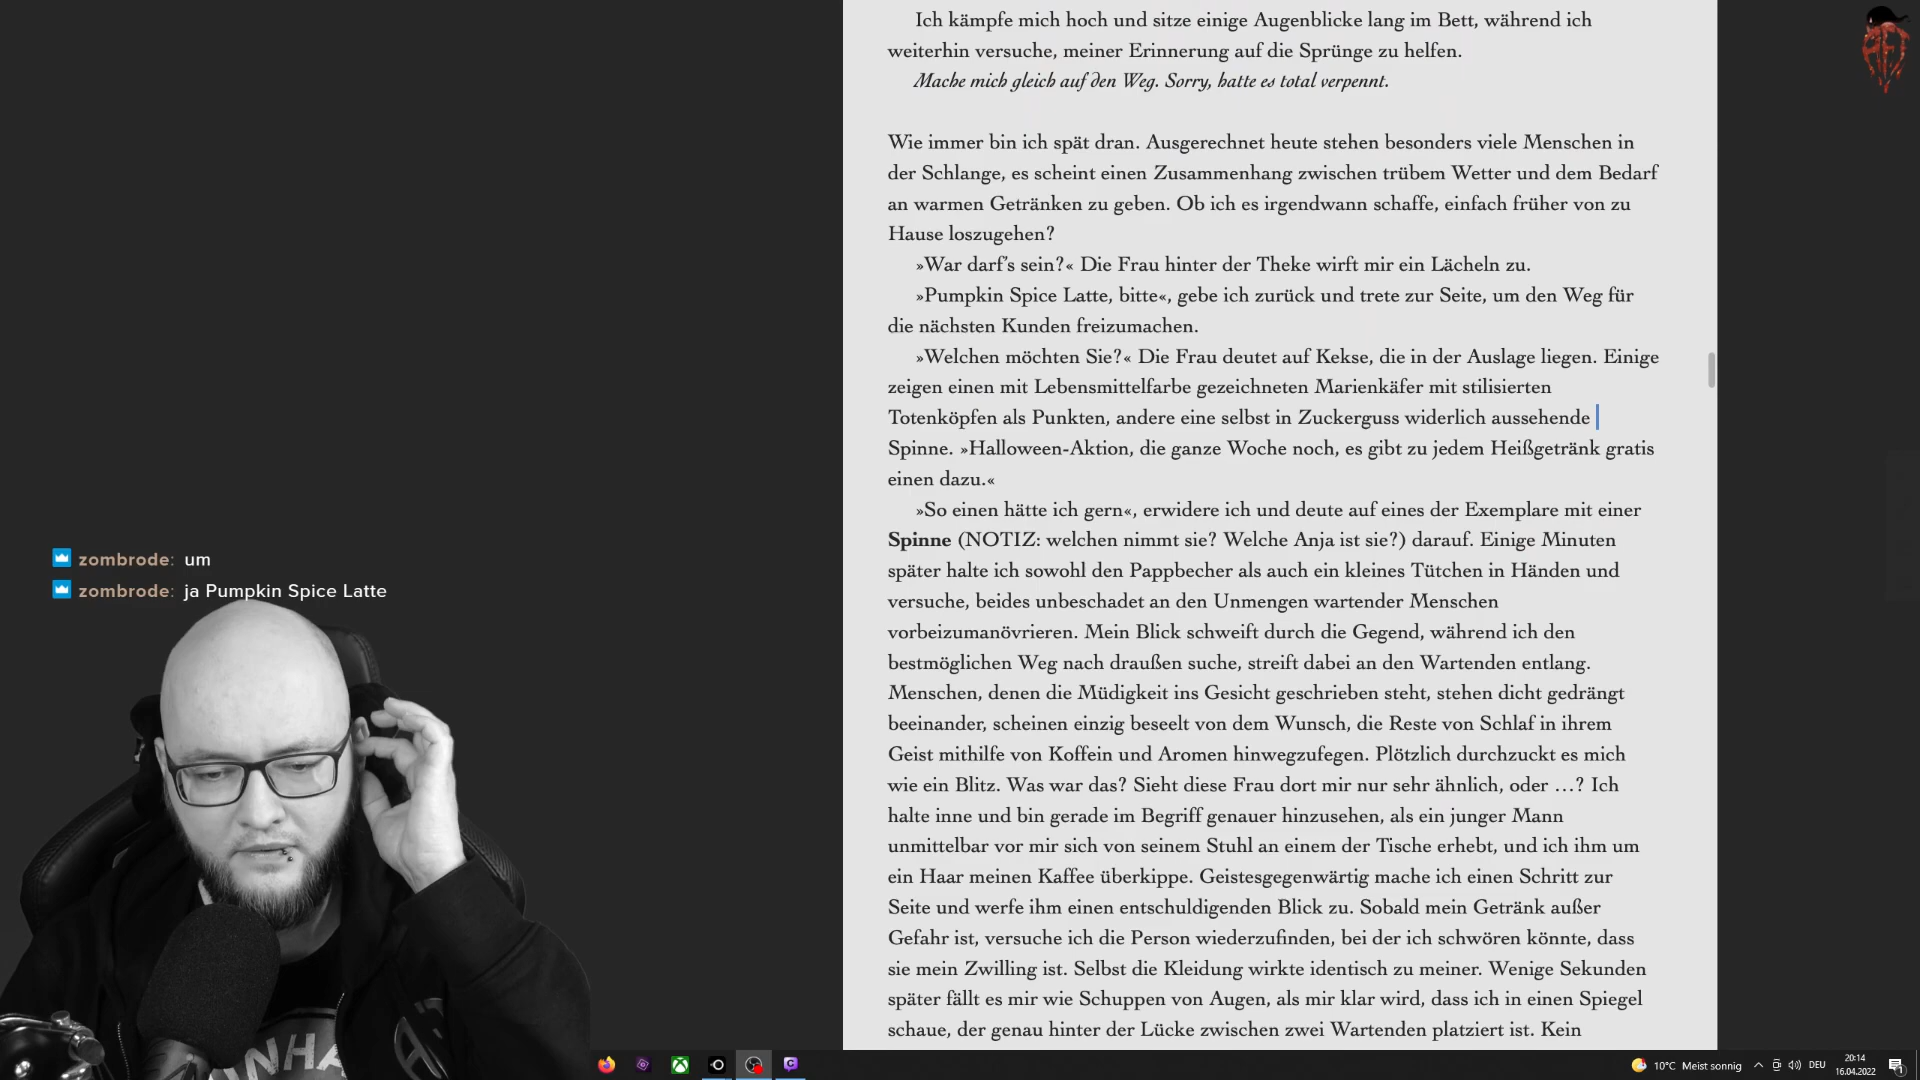 Ich kämpfe mich hoch und sitze einige Augenblicke lang im Bett, während ich
weiterhin versuche, meiner Erinnerung auf die Sprünge zu helfen.
Mache mich gleich auf den Weg. Sorry, hatte es total verpennt.
Wie immer bin ich spät dran. Ausgerechnet heute stehen besonders viele Menschen in
der Schlange, es scheint einen Zusammenhang zwischen trübem Wetter und dem Bedarf
an warmen Getränken zu geben. Ob ich es irgendwann schaffe, einfach früher von zu
Hause loszugehen?
»War darf's sein?« Die Frau hinter der Theke wirft mir ein Lächeln zu.
»Pumpkin Spice Latte, bitte«, gebe ich zurück und trete zur Seite, um den Weg für
die nächsten Kunden freizumachen.
»Welchen möchten Sie?« Die Frau deutet auf Kekse, die in der Auslage liegen. Einige
zeigen einen mit Lebensmittelfarbe gezeichneten Marienkäfer mit stilisierten
Totenköpfen als Punkten, andere eine selbst in Zuckerguss widerlich aussehende
Spinne. »Halloween-Aktion, die ganze Woche noch, es gibt zu jedem Heißgetränk gratis
einen dazu.«
»So einen hätte ich gern«, erwidere ich und deute auf eines der Exemplare mit einer
Spinne (NOTIZ: welchen nimmt sie? Welche Anja ist sie?) darauf. Einige Minuten
später halte ich sowohl den Pappbecher als auch ein kleines Tütchen in Händen und
versuche, beides unbeschadet an den Unmengen wartender Menschen
vorbeizumanövrieren. Mein Blick schweift durch die Gegend, während ich den
bestmöglichen Weg nach draußen suche, streift dabei an den Wartenden entlang.
Menschen, denen die Müdigkeit ins Gesicht geschrieben steht, stehen dicht gedrängt
beeinander, scheinen einzig beseelt von dem Wunsch, die Reste von Schlaf in ihrem
Geist mithilfe von Koffein und Aromen hinwegzufegen. Plötzlich durchzuckt es mich
wie ein Blitz. Was war das? Sieht diese Frau dort mir nur sehr ähnlich, oder …? Ich
halte inne und bin gerade im Begriff genauer hinzusehen, als ein junger Mann
unmittelbar vor mir sich von seinem Stuhl an einem der Tische erhebt, und ich ihm um
ein Haar meinen Kaffee überkippe. Geistesgegenwärtig mache ich einen Schritt zur
Seite und werfe ihm einen entschuldigenden Blick zu. Sobald mein Getränk außer
Gefahr ist, versuche ich die Person wiederzufinden, bei der ich schwören könnte, dass
sie mein Zwilling ist. Selbst die Kleidung wirkte identisch zu meiner. Wenige Sekunden
später fällt es mir wie Schuppen von Augen, als mir klar wird, dass ich in einen Spiegel
schaue, der genau hinter der Lücke zwischen zwei Wartenden platziert ist. Kein
zombrode: um
zombrode: ja Pumpkin Spice Latte
10°C Meist sonnig
DEU
20:14
16.04.2022